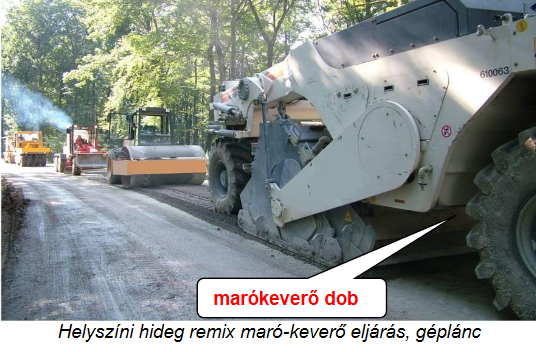 610063
marókeverő dob
Helyszíni hideg remix maró-keverő eljárás, géplánc